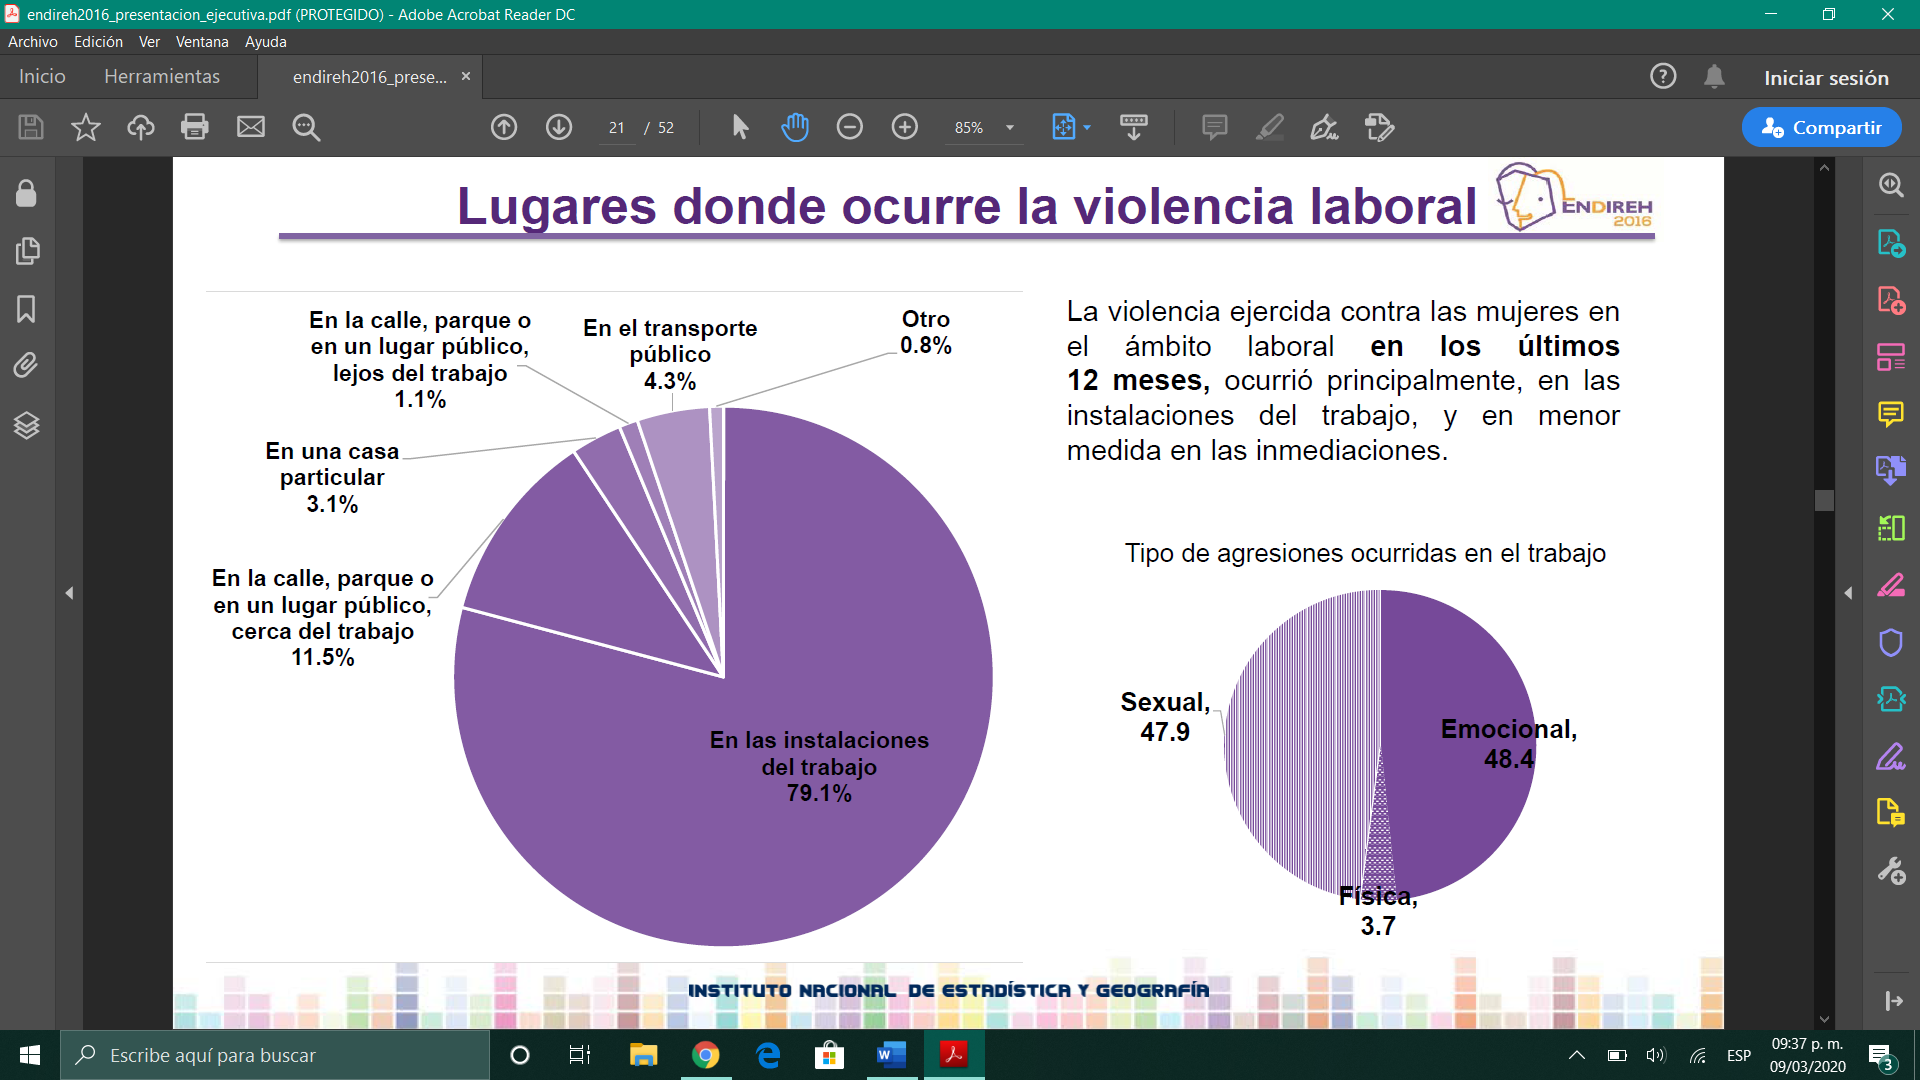 endireh2016_presentacion_ejecutiva.pdf (PROTEGIDO) - Adobe Acrobat Reader DC
Archivo Edición Ver Ventana Ayuda
Inicio Herramientas endireh2016_prese... × Iniciar sesión
21 / 52 85% Compartir
Lugares donde ocurre la violencia laboral
ENDIREH
2016
En la calle, parque o
en un lugar público,
lejos del trabajo
1.1%
En el transporte
público
4.3%
Otro
0.8%
En una casa
particular
3.1%
En la calle, parque o
en un lugar público,
cerca del trabajo
11.5%
En las instalaciones
del trabajo
79.1%
La violencia ejercida contra las mujeres en
el ámbito laboral en los últimos
12 meses, ocurrió principalmente, en las
instalaciones del trabajo, y en menor
medida en las inmediaciones.
Tipo de agresiones ocurridas en el trabajo
Sexual,
47.9
Emocional,
48.4
Física,
3.7
INSTITUTO NACIONAL DE ESTADÍSTICA Y GEOGRAFÍA
Escribe aquí para buscar
ESP
09:37 p. m.
09/03/2020
3